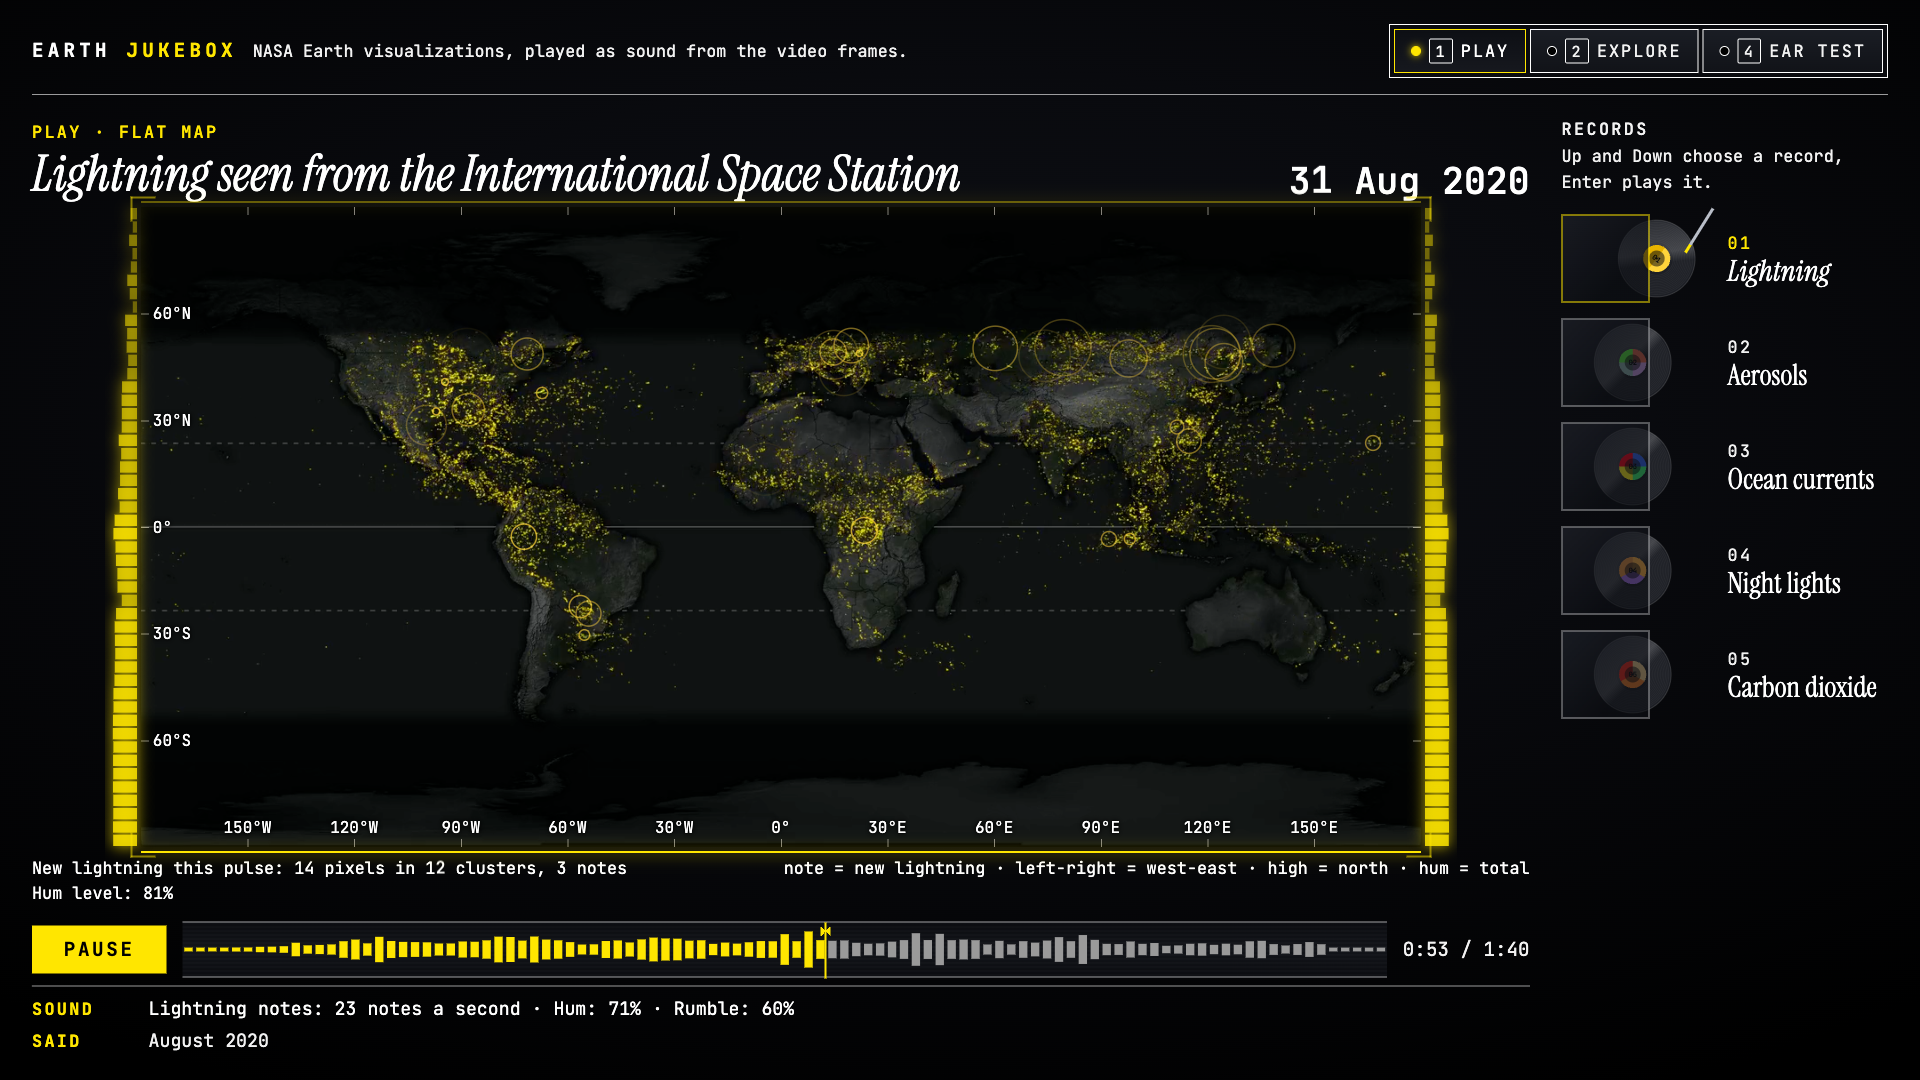 EARTH JUKEBOX NASA Earth visualizations, played as sound from the video frames.
1 PLAY
2 EXPLORE
4 EAR TEST
PLAY · FLAT MAP
Lightning seen from the International Space Station
31 Aug 2020
60°N
30°N
0°
30°S
60°S
150°W 120°W 90°W 60°W 30°W 0° 30°E 60°E 90°E 120°E 150°E
New lightning this pulse: 14 pixels in 12 clusters, 3 notes
Hum level: 81%
note = new lightning · left-right = west-east · high = north · hum = total
PAUSE
0:53 / 1:40
SOUND Lightning notes: 23 notes a second · Hum: 71% · Rumble: 60%
SAID August 2020
RECORDS
Up and Down choose a record,
Enter plays it.
01
Lightning
02
Aerosols
03
Ocean currents
04
Night lights
05
Carbon dioxide